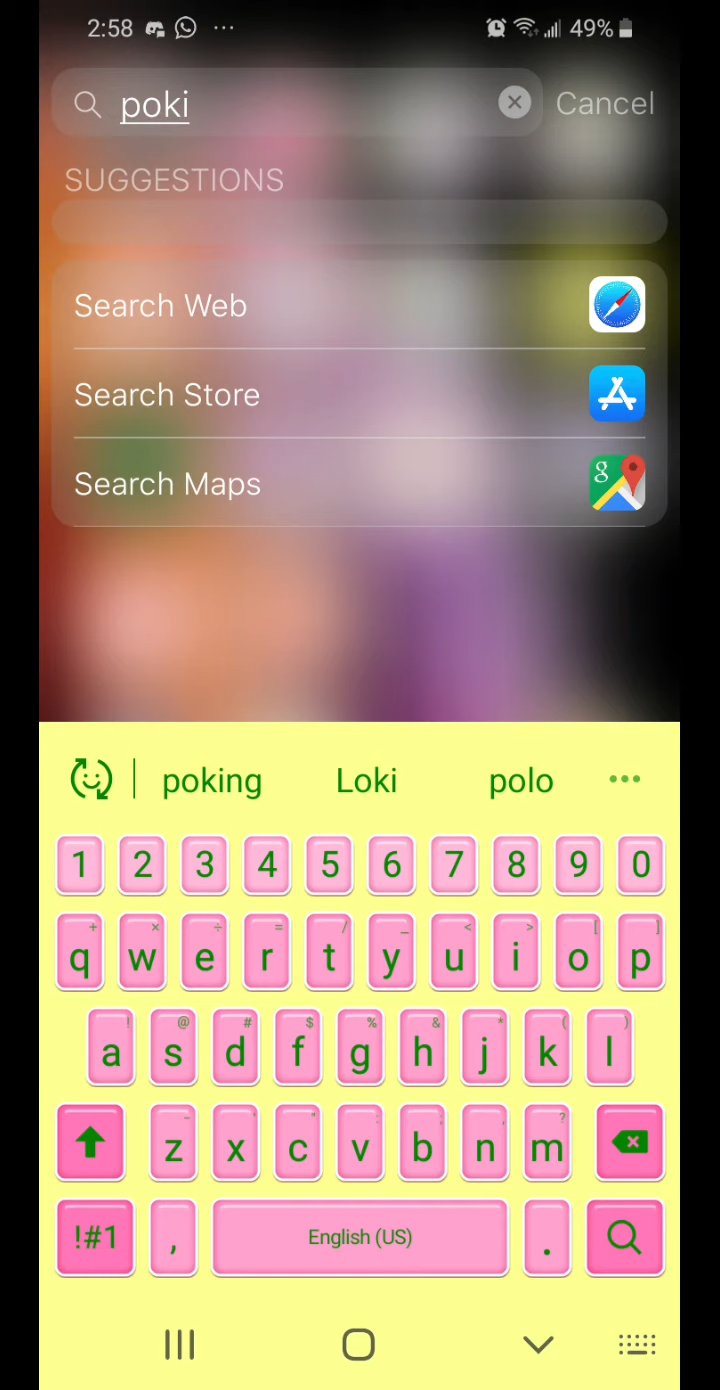 2:58 ... 49%
poki Cancel
SUGGESTIONS
Search Web
Search Store
Search Maps
g
poking Loki polo ...
1 2 3 4 5 6 7 8 9 0
+ × ÷ = / _ < > [ ]
q w e r t y u i o p
! @ # $ % & * ( )
a s d f g h j k l
- ' " : ; , ?
z x c v b n m
!#1 , English (US) .